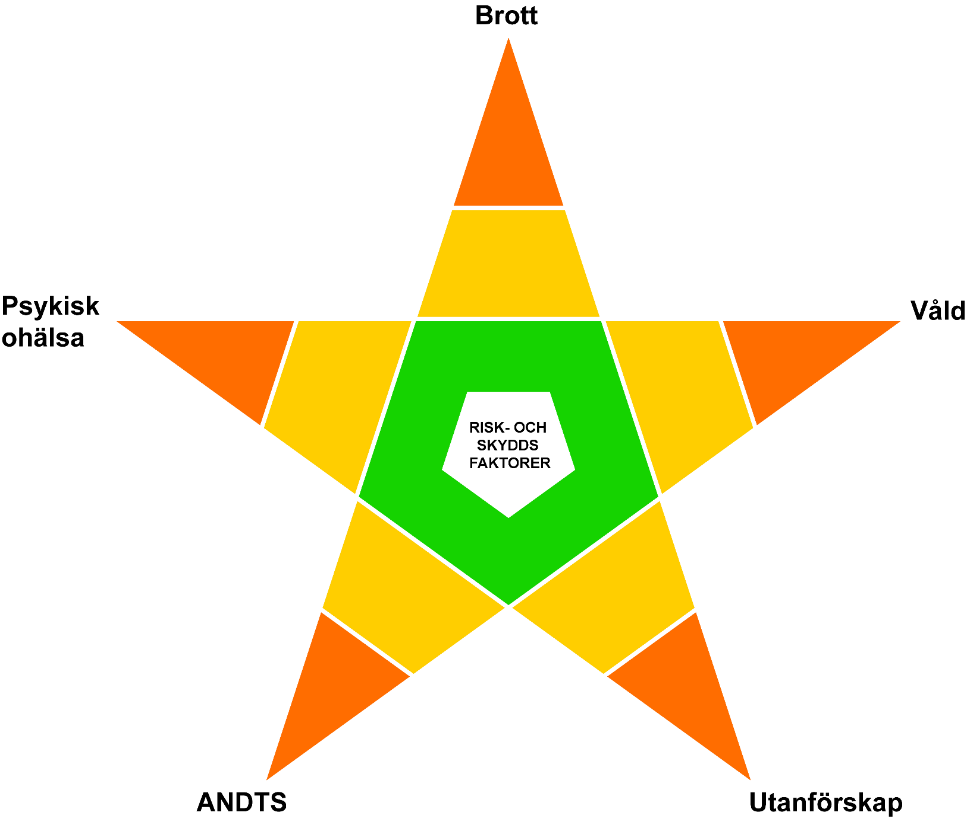 Brott
Psykisk
ohälsa
Våld
RISK- OCH
SKYDDS
FAKTORER
ANDTS
Utanförskap